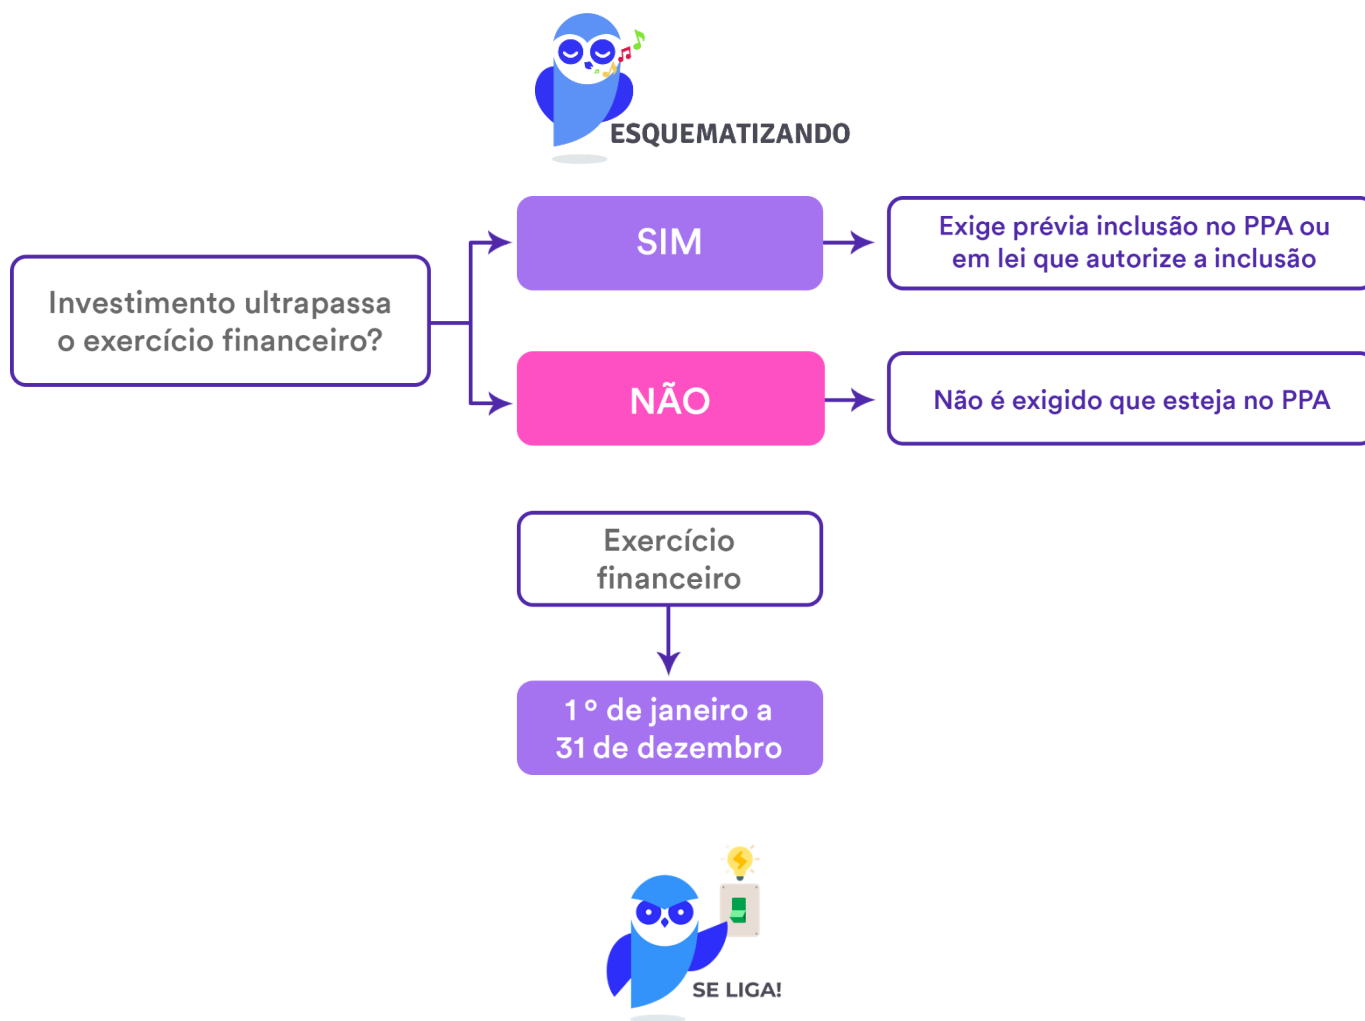 ESQUEMATIZANDO
Investimento ultrapassa
o exercício financeiro?
SIM
Exige prévia inclusão no PPA ou
em lei que autorize a inclusão
NÃO
Não é exigido que esteja no PPA
Exercício
financeiro
1 º de janeiro a
31 de dezembro
SE LIGA!